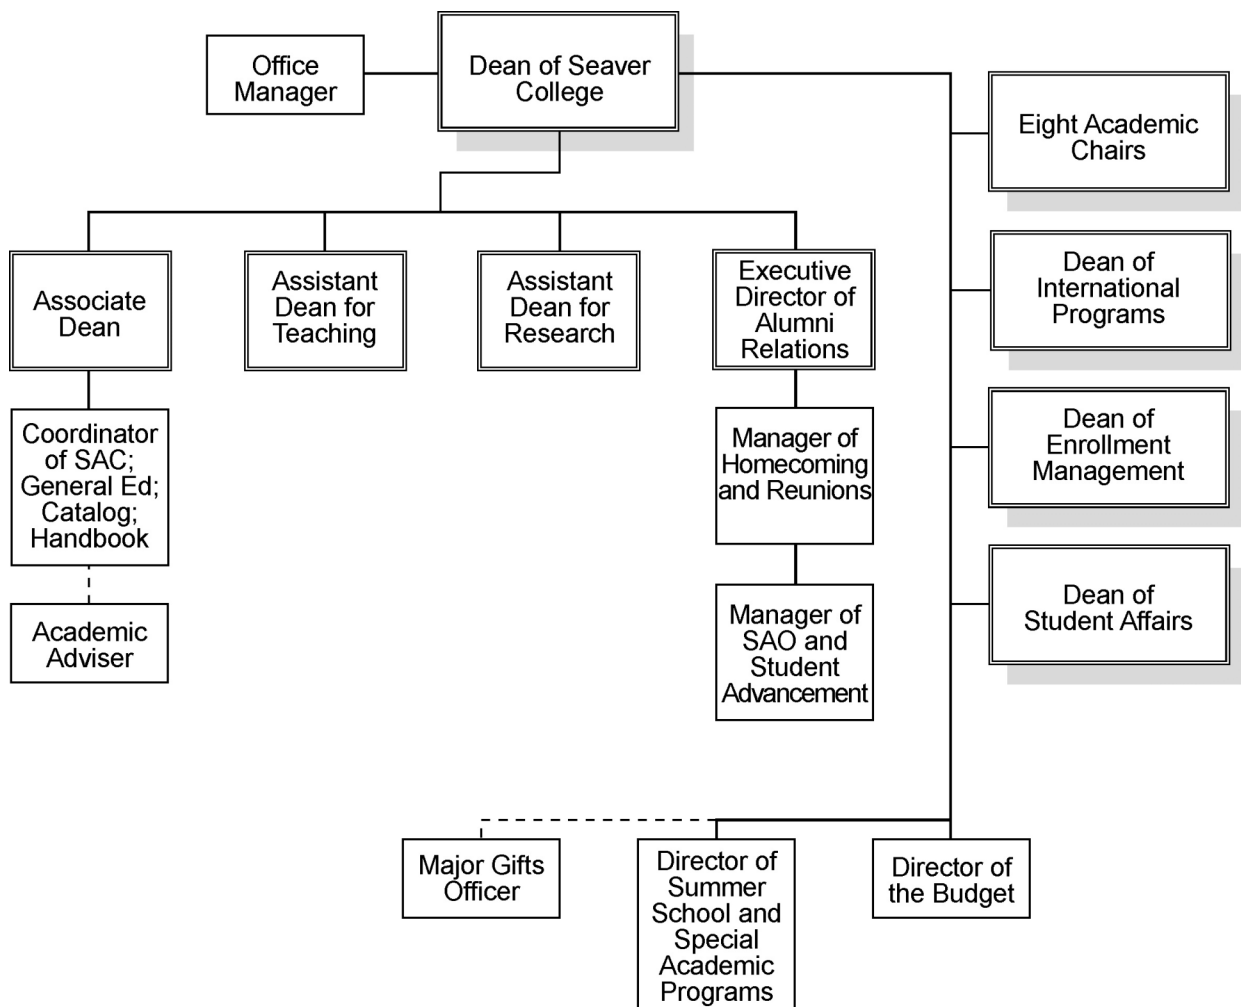 Office
Manager
Dean of Seaver
College
Eight Academic
Chairs
Associate
Dean
Assistant
Dean for
Teaching
Assistant
Dean for
Research
Executive
Director of
Alumni
Relations
Dean of
International
Programs
Coordinator
of SAC;
General Ed;
Catalog;
Handbook
Manager of
Homecoming
and Reunions
Dean of
Enrollment
Management
Academic
Adviser
Manager of
SAO and
Student
Advancement
Dean of
Student Affairs
Major Gifts
Officer
Director of
Summer
School and
Special
Academic
Programs
Director of
the Budget